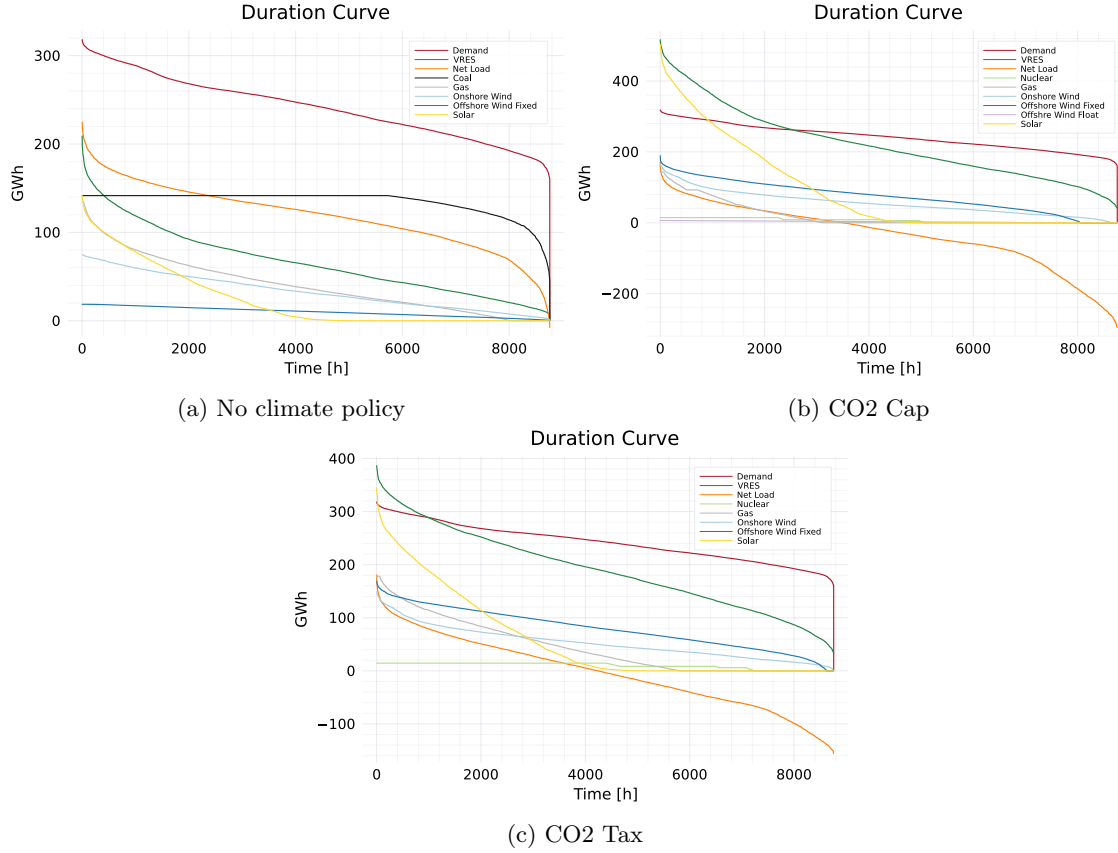 Duration Curve
GWh
300
200
100
0
Demand
VRES
Net Load
Coal
Gas
Onshore Wind
Offshore Wind Fixed
Solar
0 2000 4000 6000 8000
Time [h]
(a) No climate policy
Duration Curve
GWh
400
200
0
−200
Demand
VRES
Net Load
Nuclear
Gas
Onshore Wind
Offshore Wind Fixed
Offshre Wind Float
Solar
0 2000 4000 6000 8000
Time [h]
(b) CO2 Cap
Duration Curve
GWh
400
300
200
100
0
−100
Demand
VRES
Net Load
Nuclear
Gas
Onshore Wind
Offshore Wind Fixed
Solar
0 2000 4000 6000 8000
Time [h]
(c) CO2 Tax